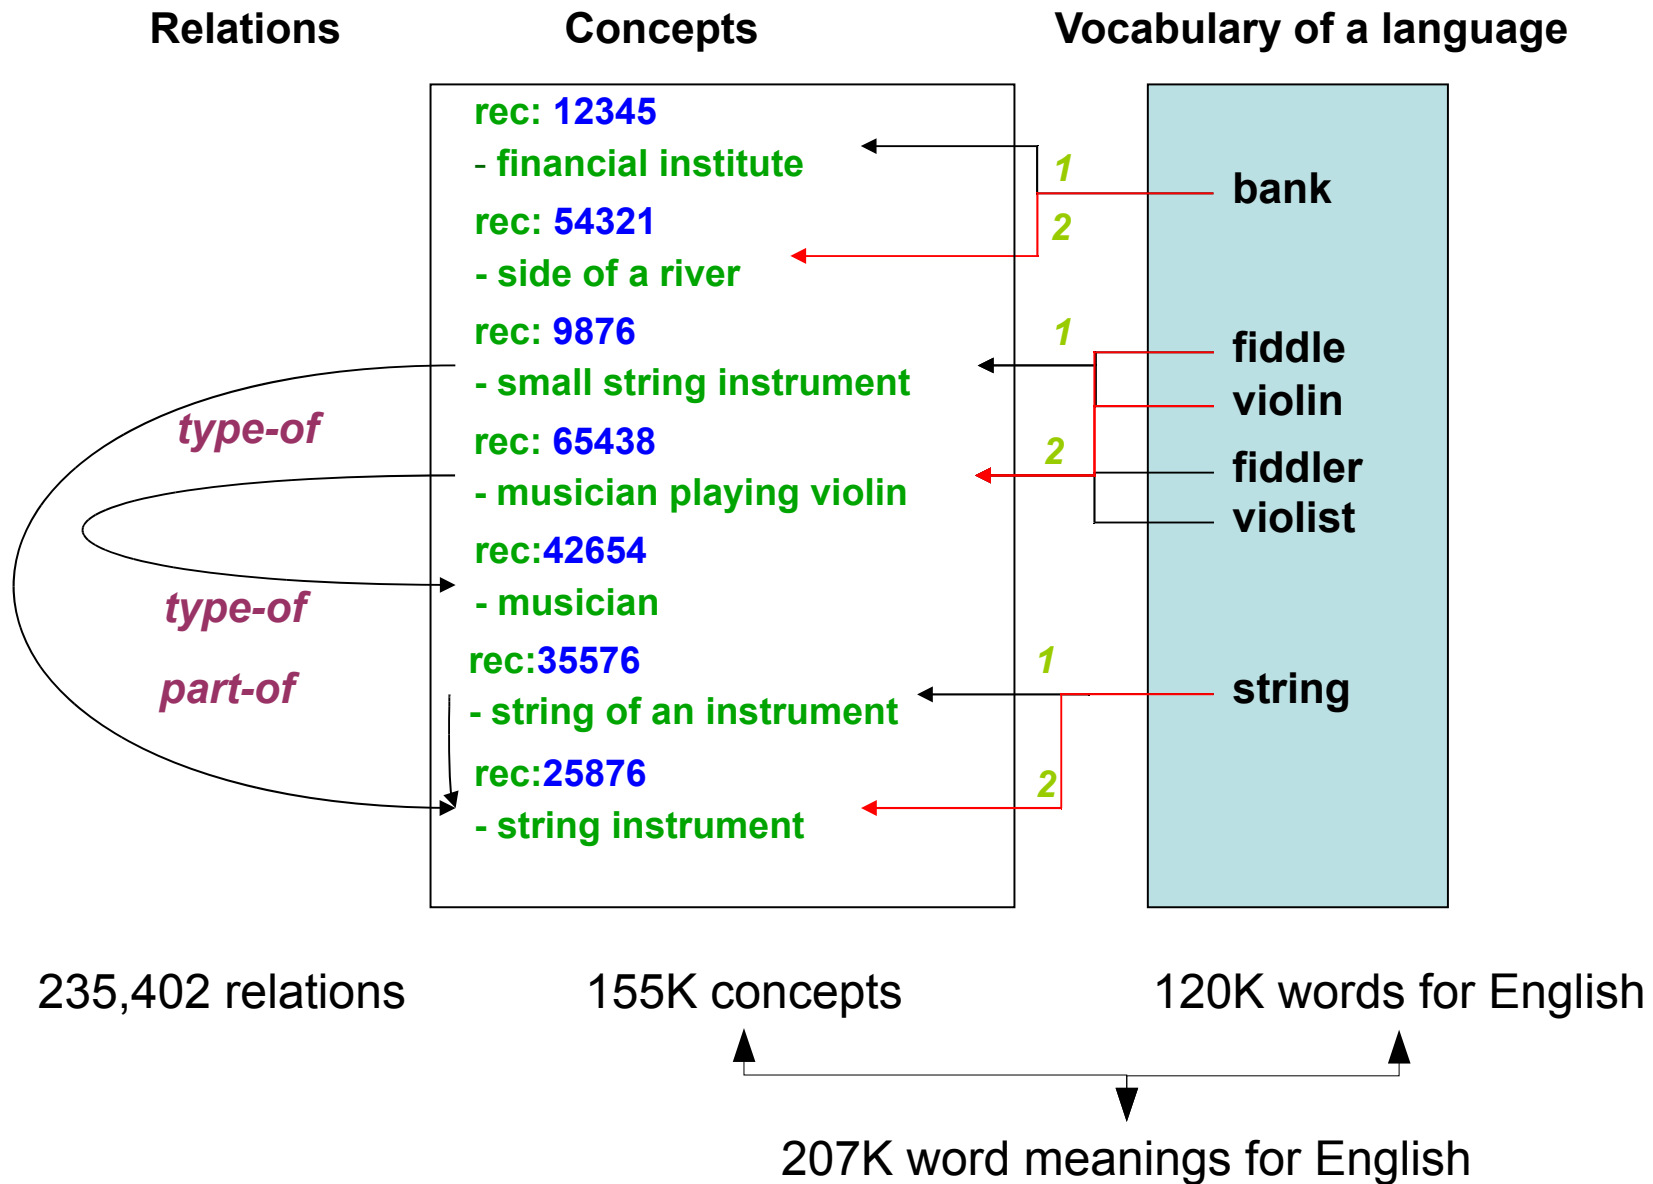 Relations
Concepts
Vocabulary of a language
rec: 12345
- financial institute
rec: 54321
- side of a river
rec: 9876
- small string instrument
rec: 65438
- musician playing violin
rec:42654
- musician
rec:35576
- string of an instrument
rec:25876
- string instrument
type-of
type-of
part-of
1
2
1
2
1
2
bank
fiddle
violin
fiddler
violist
string
235,402 relations
155K concepts
120K words for English
207K word meanings for English